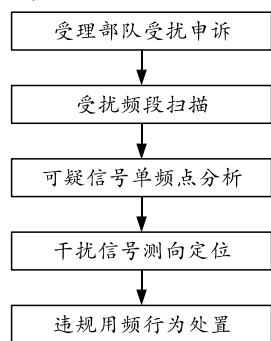 受理部队受扰申诉
受扰频段扫描
可疑信号单频点分析
干扰信号测向定位
违规用频行为处置